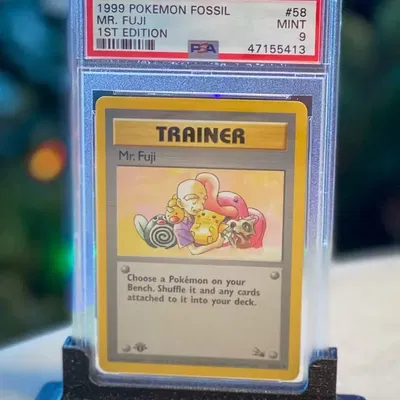 1999 POKEMON FOSSIL #58
MR. FUJI MINT
1ST EDITION PSA 9
47155413
TRAINER
Mr. Fuji
Choose a Pokémon on your
Bench. Shuffle it and any cards
attached to it into your deck.